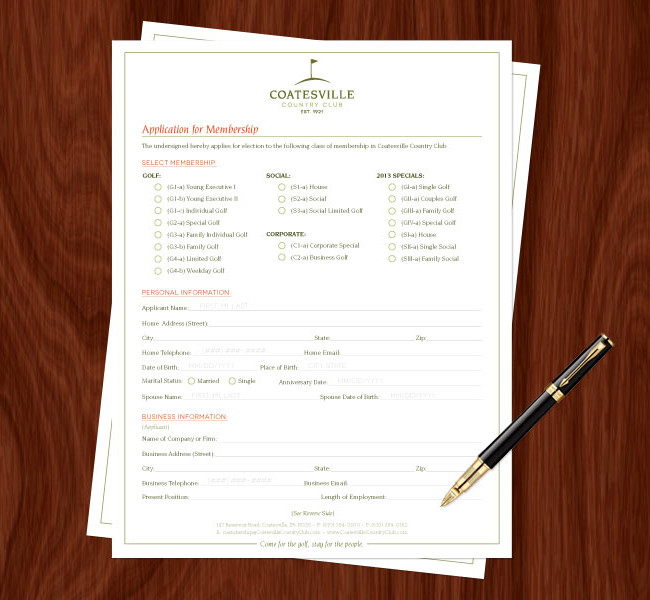 COATESVILLE
COUNTRY CLUB
EST. 1921
Application for Membership
The undersigned hereby applies for election to the following class of membership in Coatesville Country Club
SELECT MEMBERSHIP:
GOLF:
(G1-a) Young Executive I
(G1-b) Young Executive II
(G1-c) Individual Golf
(G2-a) Special Golf
(G3-a) Family Individual Golf
(G3-b) Family Golf
(G4-a) Limited Golf
(G4-b) Weekday Golf
SOCIAL:
(S1-a) House
(S2-a) Social
(S3-a) Social Limited Golf
CORPORATE:
(C1-a) Corporate Special
(C2-a) Business Golf
2013 SPECIALS:
(GI-a) Single Golf
(GII-a) Couples Golf
(GIII-a) Family Golf
(GIV-a) Special Golf
(SI-a) House
(SII-a) Single Social
(SIII-a) Family Social
PERSONAL INFORMATION:
Applicant Name: FIRST, MI, LAST
Home Address (Street):
City: State: Zip:
Home Telephone: (###) ###-#### Home Email:
Date of Birth: MM/DD/YYYY Place of Birth: CITY, STATE
Marital Status: Married Single Anniversary Date: MM/DD/YYYY
Spouse Name: FIRST, MI, LAST Spouse Date of Birth: MM/DD/YYYY
BUSINESS INFORMATION:
(Applicant)
Name of Company or Firm:
Business Address (Street):
City: State: Zip:
Business Telephone: (###) ###-#### Business Email:
Present Position: Length of Employment:
(See Reverse Side)
Come for the golf, stay for the people.